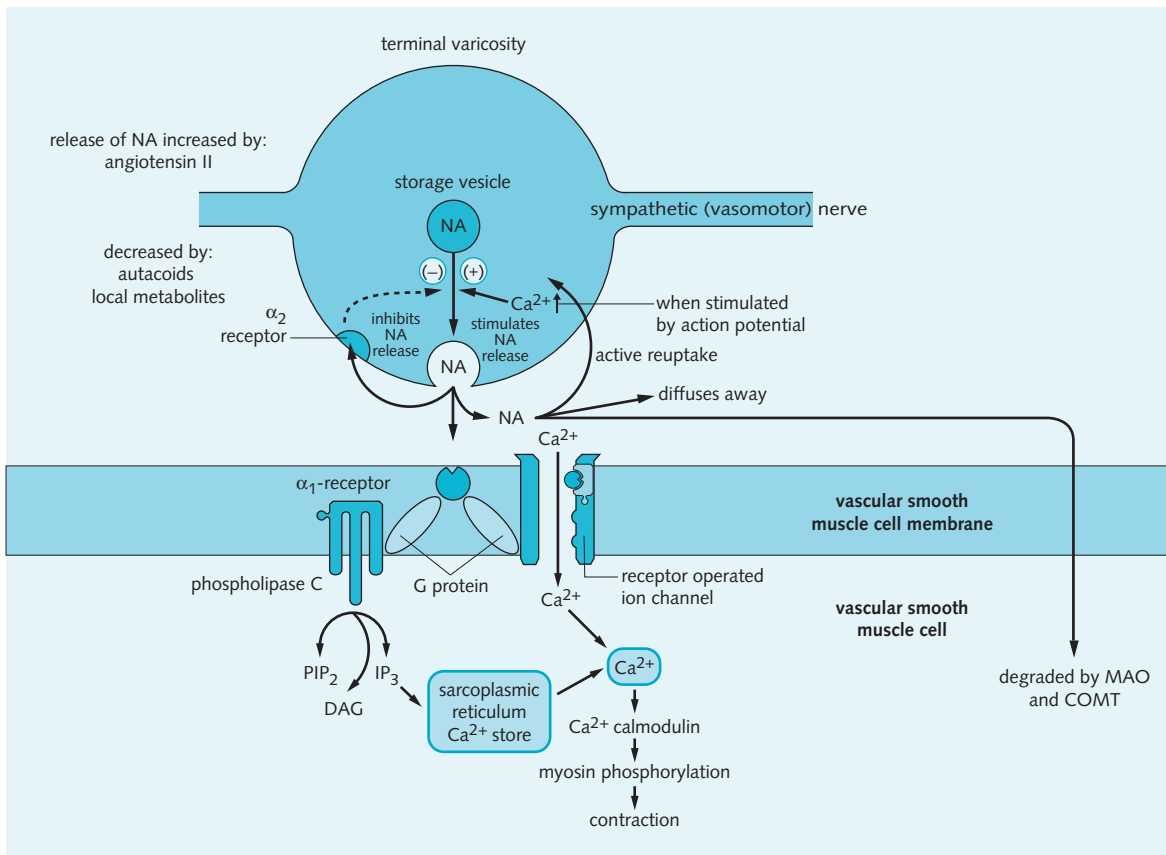 terminal varicosity
release of NA increased by:
angiotensin II
storage vesicle
NA
sympathetic (vasomotor) nerve
decreased by:
autacoids
local metabolites
(–)
(+)
Ca2+
when stimulated
by action potential
α2
receptor
inhibits
NA
release
stimulates
NA
release
active reuptake
NA
diffuses away
NA
Ca2+
α1-receptor
vascular smooth
muscle cell membrane
phospholipase C
G protein
receptor operated
ion channel
Ca2+
vascular smooth
muscle cell
PIP2
DAG
IP3
sarcoplasmic
reticulum
Ca2+ store
Ca2+
degraded by MAO
and COMT
Ca2+ calmodulin
myosin phosphorylation
contraction